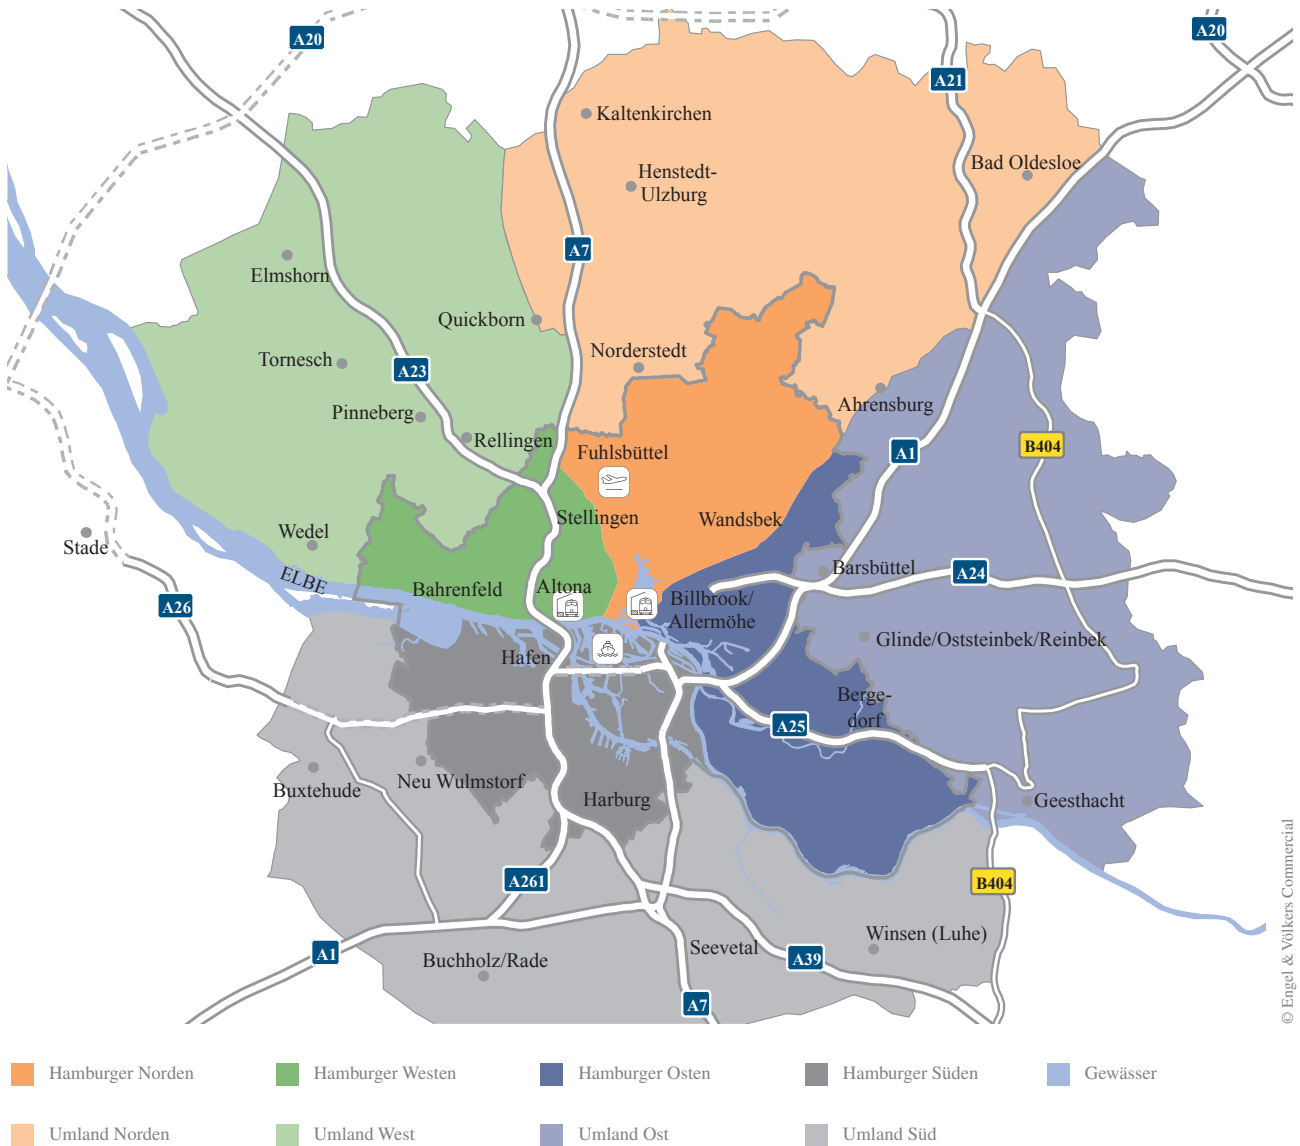 A20
A20
A21
Kaltenkirchen
Bad Oldesloe
Henstedt-
Ulzburg
A7
Elmshorn
Quickborn
Norderstedt
Tornesch
A23
Ahrensburg
Pinneberg
Rellingen
Fuhlsbüttel
A1
B404
Stellingen
Wandsbek
Wedel
Stade
ELBE
Barsbüttel
A24
Bahrenfeld
Altona
Billbrook/
Allermöhe
A26
Glinde/Oststeinbek/Reinbek
Hafen
Berge-
dorf
A25
Neu Wulmstorf
Buxtehude
Harburg
Geesthacht
A261
B404
Winsen (Luhe)
Seevetal
A1
A39
Buchholz/Rade
A7
© Engel & Völkers Commercial
Hamburger Norden
Hamburger Westen
Hamburger Osten
Hamburger Süden
Gewässer
Umland Norden
Umland West
Umland Ost
Umland Süd